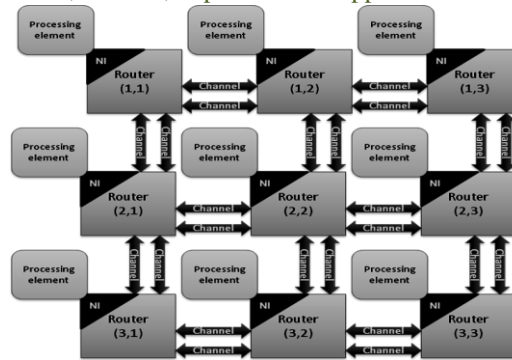 Processing
element
Processing
element
Processing
element
NI
Router
(1,1)
Channel
Channel
NI
Router
(1,2)
Channel
Channel
NI
Router
(1,3)
Channel
Channel
Channel
Channel
Channel
Channel
Processing
element
Processing
element
Processing
element
NI
Router
(2,1)
Channel
Channel
NI
Router
(2,2)
Channel
Channel
NI
Router
(2,3)
Channel
Channel
Channel
Channel
Channel
Channel
Processing
element
Processing
element
Processing
element
NI
Router
(3,1)
Channel
Channel
NI
Router
(3,2)
Channel
Channel
NI
Router
(3,3)